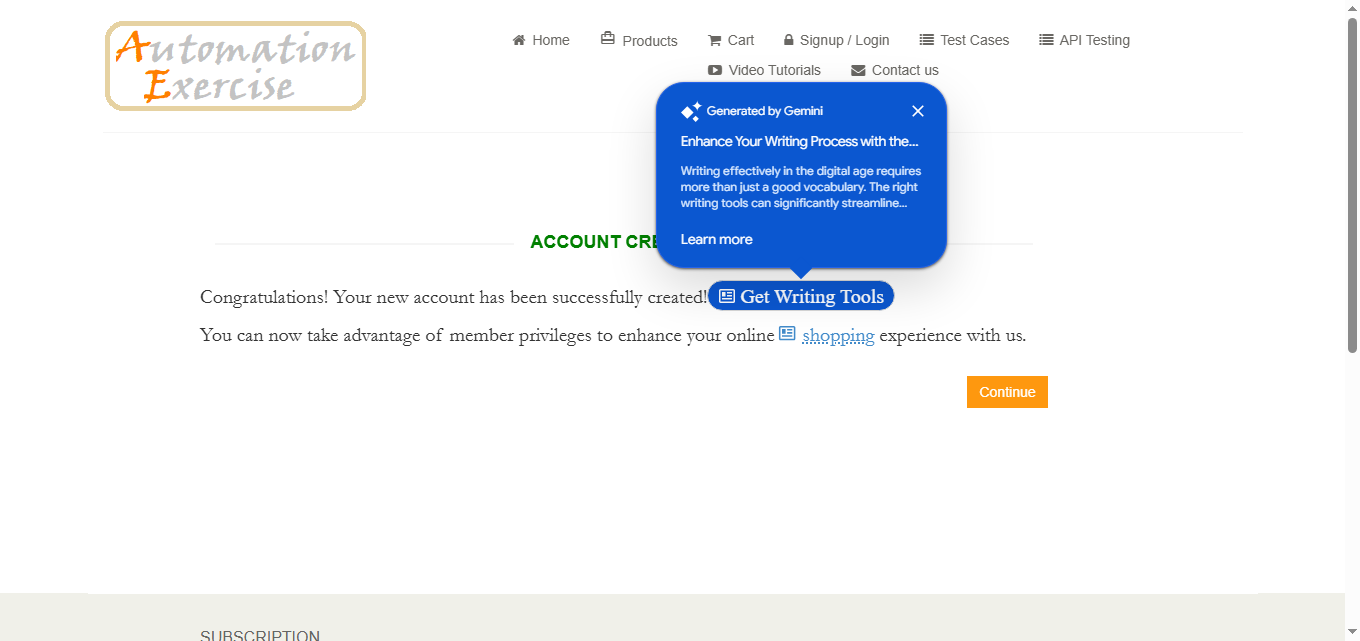 Automation
Exercise
Home
Products
Cart
Signup / Login
Test Cases
API Testing
Video Tutorials
Contact us
Generated by Gemini
Enhance Your Writing Process with the...
Writing effectively in the digital age requires
more than just a good vocabulary. The right
writing tools can significantly streamline...
Learn more
ACCOUNT CRE
Congratulations! Your new account has been successfully created! Get Writing Tools
You can now take advantage of member privileges to enhance your online shopping experience with us.
Continue
SUBSCRIPTION